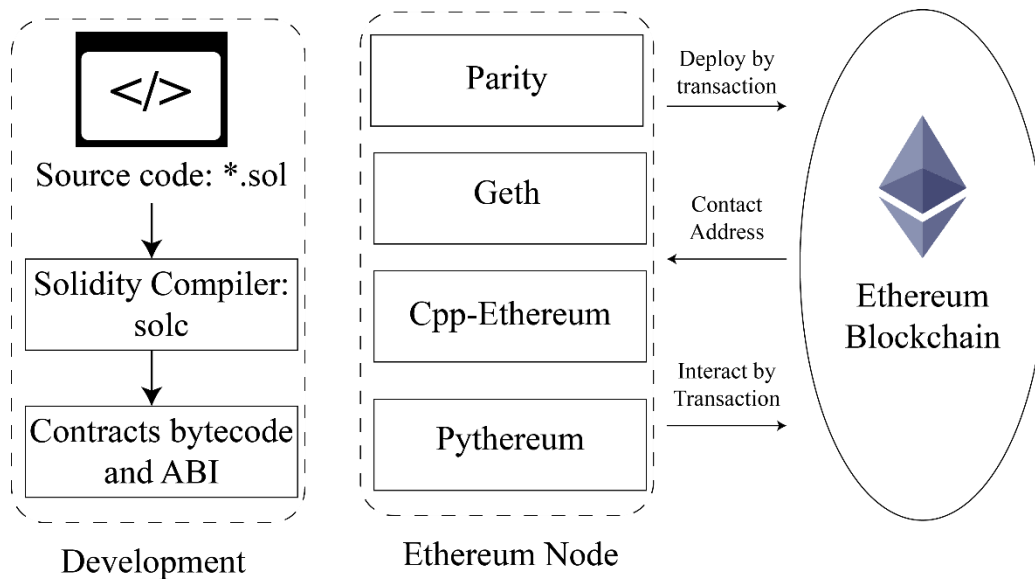 </>
Source code: *.sol
Solidity Compiler:
solc
Contracts bytecode
and ABI
Development
Parity
Geth
Cpp-Ethereum
Pythereum
Ethereum Node
Deploy by
transaction
Contact
Address
Interact by
Transaction
Ethereum
Blockchain